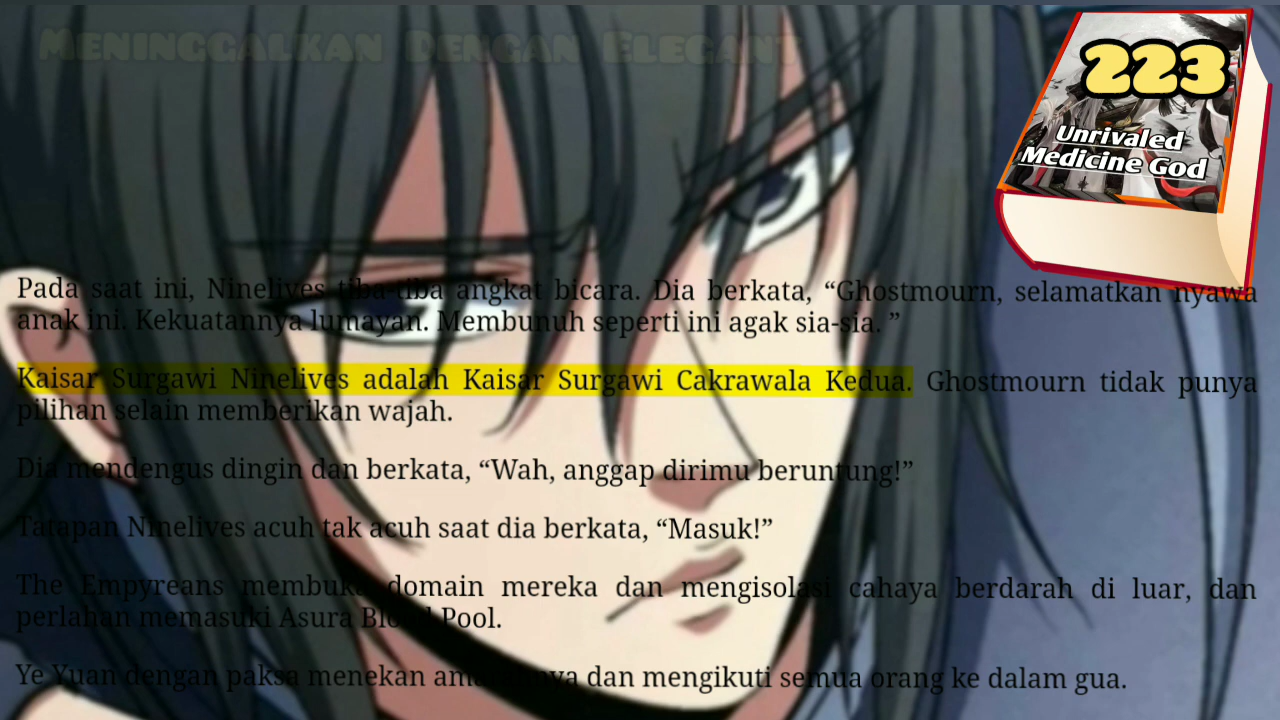 Meninggalkan Dengan Elegant
223
Unrivaled
Medicine God
Pada saat ini, Ninelives tiba-tiba angkat bicara. Dia berkata, “Ghostmourn, selamatkan nyawa
anak ini. Kekuatannya lumayan. Membunuh seperti ini agak sia-sia. ”
Kaisar Surgawi Ninelives adalah Kaisar Surgawi Cakrawala Kedua. Ghostmourn tidak punya
pilihan selain memberikan wajah.
Dia mendengus dingin dan berkata, “Wah, anggap dirimu beruntung!”
Tatapan Ninelives acuh tak acuh saat dia berkata, “Masuk!”
The Empyreans membuka domain mereka dan mengisolasi cahaya berdarah di luar, dan
perlahan memasuki Asura Blood Pool.
Ye Yuan dengan paksa menekan amarahnya dan mengikuti semua orang ke dalam gua.